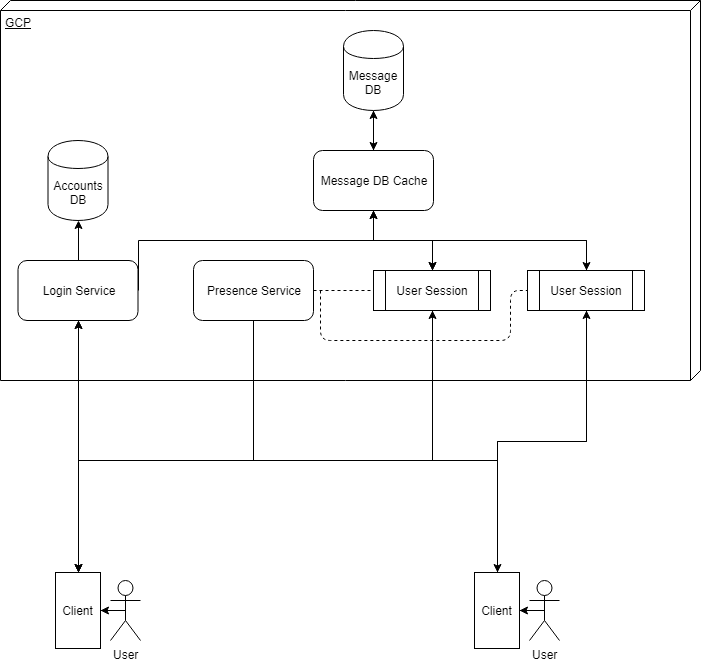 GCP
Message
DB
Message DB Cache
Accounts
DB
Login Service
Presence Service
User Session
User Session
Client
User
Client
User